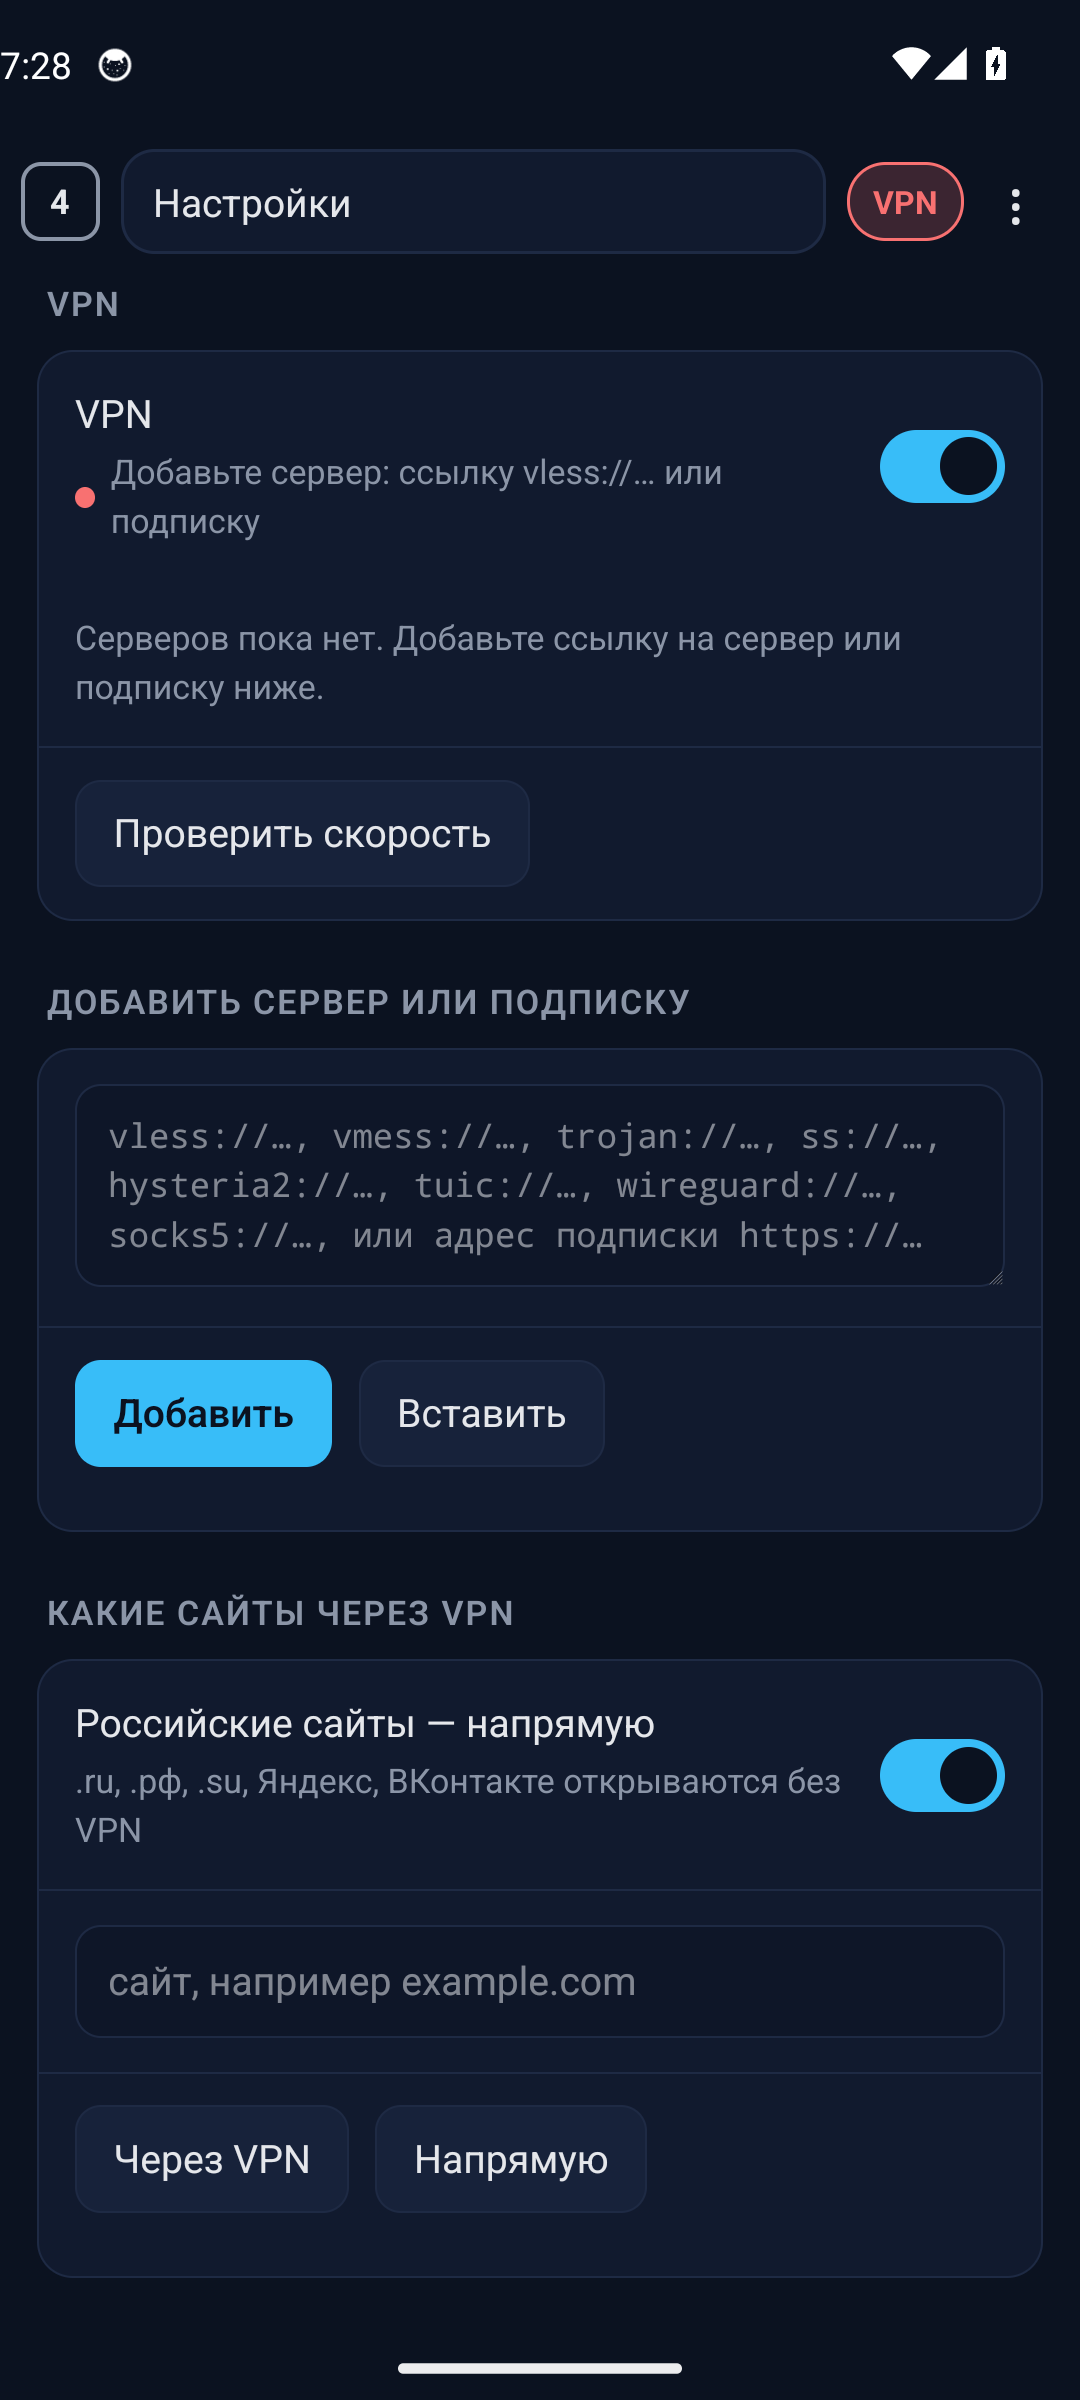 7:28
4
Настройки
VPN
VPN
VPN
Добавьте сервер: ссылку vless://… или
подписку
Серверов пока нет. Добавьте ссылку на сервер или
подписку ниже.
Проверить скорость
ДОБАВИТЬ СЕРВЕР ИЛИ ПОДПИСКУ
vless://…, vmess://…, trojan://…, ss://…,
hysteria2://…, tuic://…, wireguard://…,
socks5://…, или адрес подписки https://…
Добавить
Вставить
КАКИЕ САЙТЫ ЧЕРЕЗ VPN
Российские сайты — напрямую
.ru, .рф, .su, Яндекс, ВКонтакте открываются без
VPN
сайт, например example.com
Через VPN
Напрямую